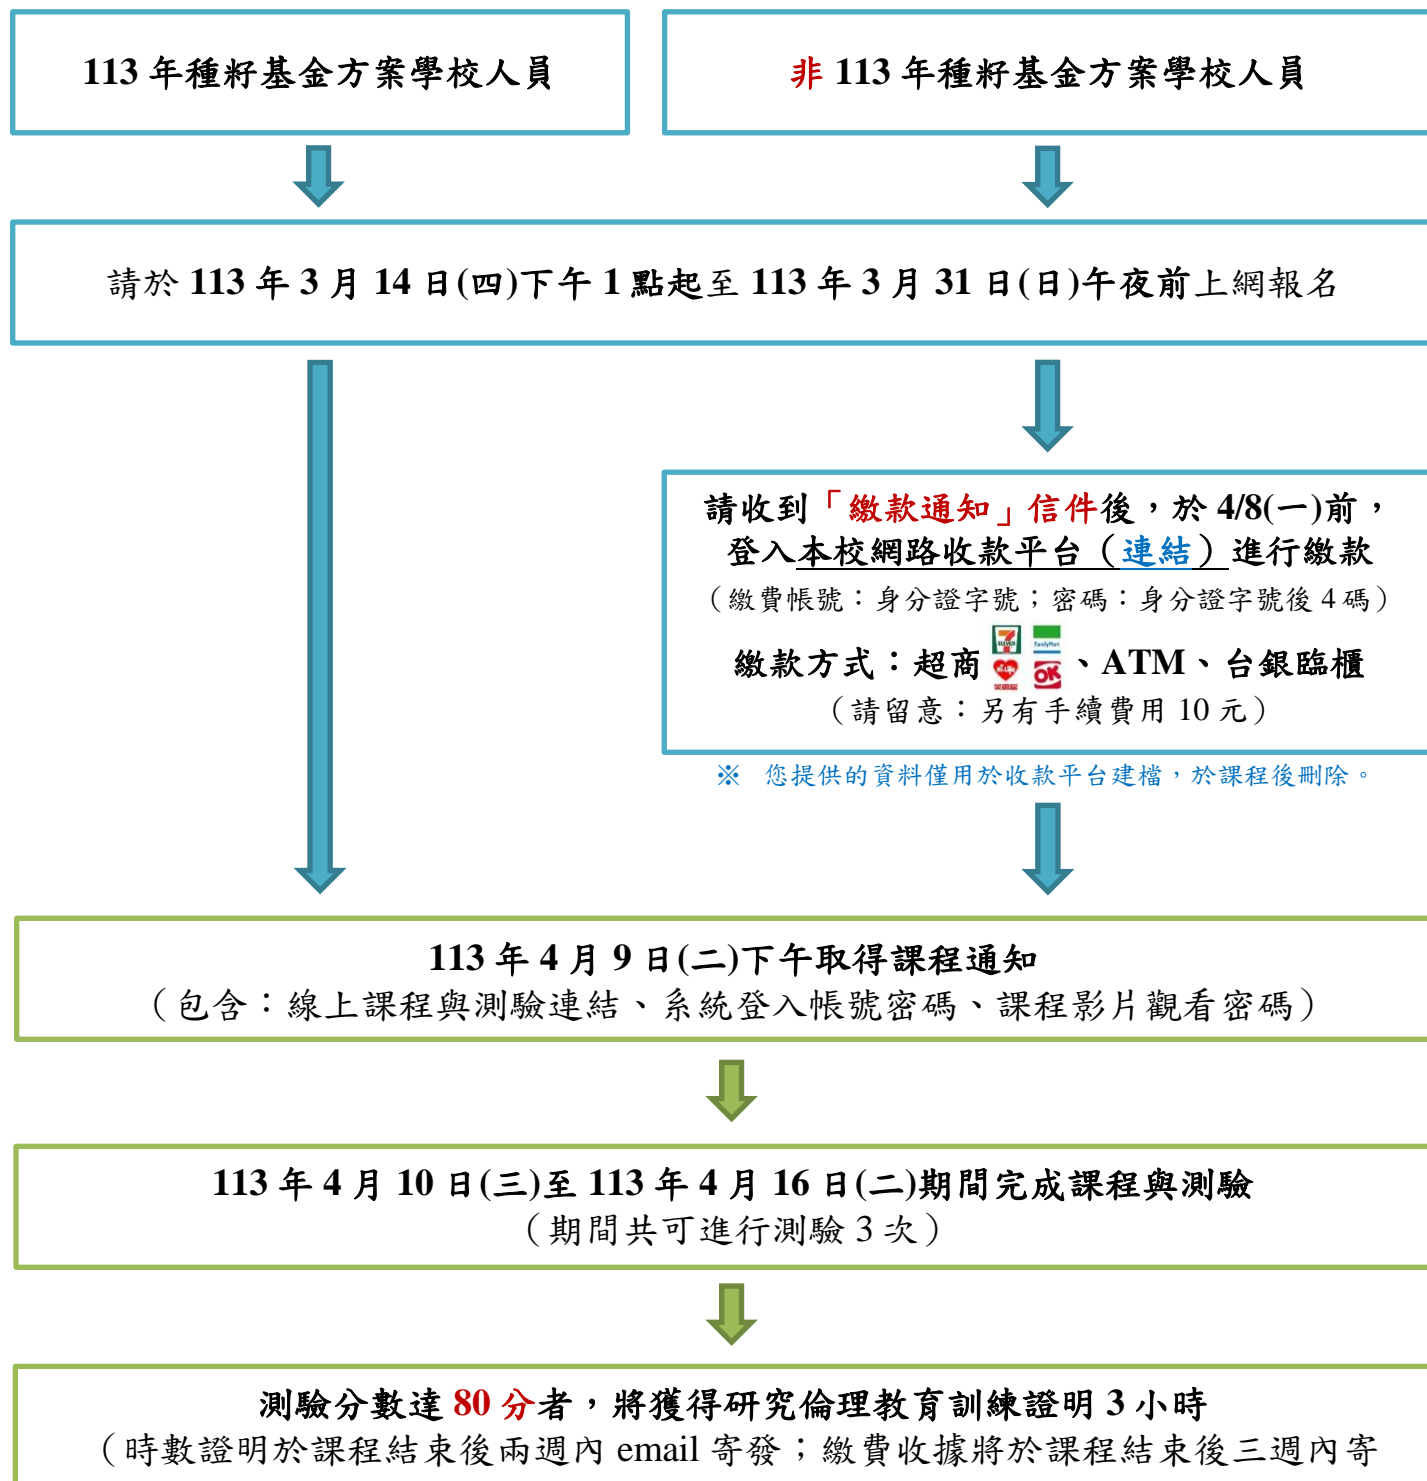 113 年種籽基金方案學校人員
非 113 年種籽基金方案學校人員
請於 113 年 3 月 14 日(四)下午 1 點起至 113 年 3 月 31 日(日)午夜前上網報名
請收到「繳款通知」信件後，於 4/8(一)前，
登入本校網路收款平台（連結）進行繳款
（繳費帳號：身分證字號；密碼：身分證字號後 4 碼）
繳款方式：超商 7 ELEVEN FamilyMart Hi-Life 萊爾富 OK 、ATM、台銀臨櫃
（請留意：另有手續費用 10 元）
※ 您提供的資料僅用於收款平台建檔，於課程後刪除。
113 年 4 月 9 日(二)下午取得課程通知
（包含：線上課程與測驗連結、系統登入帳號密碼、課程影片觀看密碼）
113 年 4 月 10 日(三)至 113 年 4 月 16 日(二)期間完成課程與測驗
（期間共可進行測驗 3 次）
測驗分數達 80 分者，將獲得研究倫理教育訓練證明 3 小時
（時數證明於課程結束後兩週內 email 寄發；繳費收據將於課程結束後三週內寄